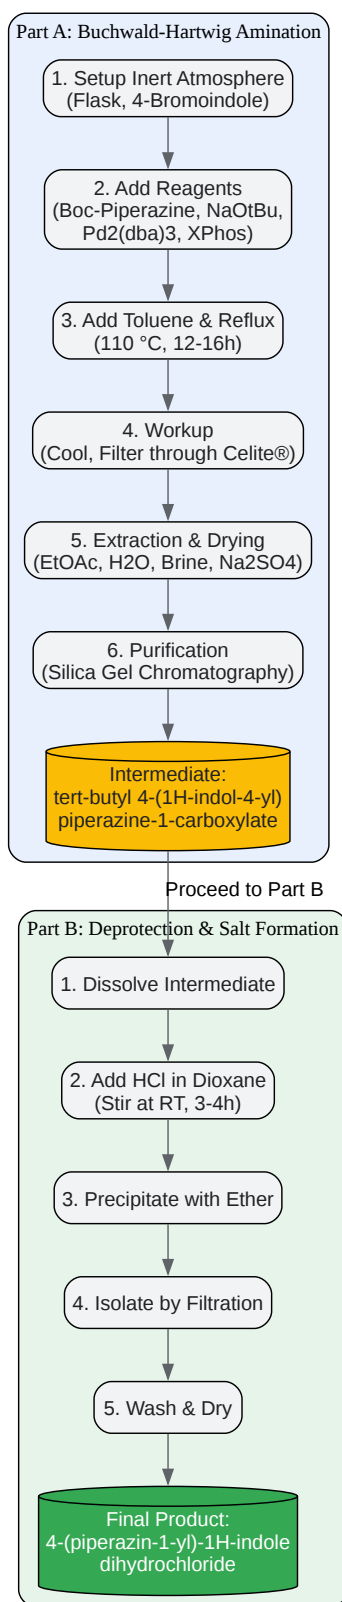 Part A: Buchwald-Hartwig Amination
1. Setup Inert Atmosphere
(Flask, 4-Bromoindole)
2. Add Reagents
(Boc-Piperazine, NaOtBu,
Pd2(dba)3, XPhos)
3. Add Toluene & Reflux
(110 °C, 12-16h)
4. Workup
(Cool, Filter through Celite®)
5. Extraction & Drying
(EtOAc, H2O, Brine, Na2SO4)
6. Purification
(Silica Gel Chromatography)
Intermediate:
tert-butyl 4-(1H-indol-4-yl)
piperazine-1-carboxylate
Proceed to Part B
Part B: Deprotection & Salt Formation
1. Dissolve Intermediate
2. Add HCl in Dioxane
(Stir at RT, 3-4h)
3. Precipitate with Ether
4. Isolate by Filtration
5. Wash & Dry
Final Product:
4-(piperazin-1-yl)-1H-indole
dihydrochloride